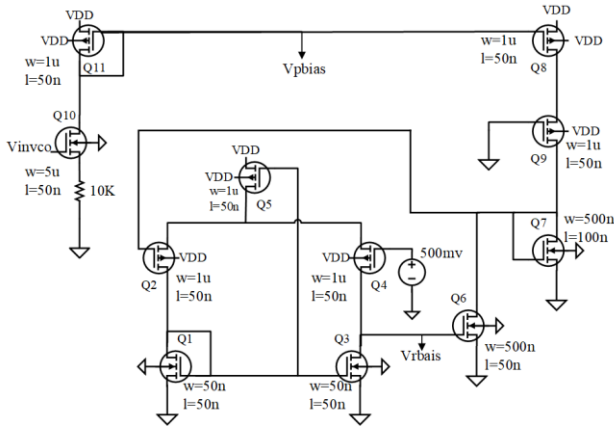 VDD
VDD
w=1u
l=50n
Q11
Vpbias
VDD
VDD
w=1u
l=50n
Q8
Q10
Vinvco
w=5u
l=50n
10K
VDD
w=1u
l=50n
Q9
VDD
VDD
w=1u
l=50n
Q5
Q7
w=500n
l=100n
VDD
Q2
w=1u
l=50n
VDD
Q4
w=1u
l=50n
500mv
Q6
w=500n
l=50n
Q1
w=50n
l=50n
Q3
w=50n
l=50n
Vrbais